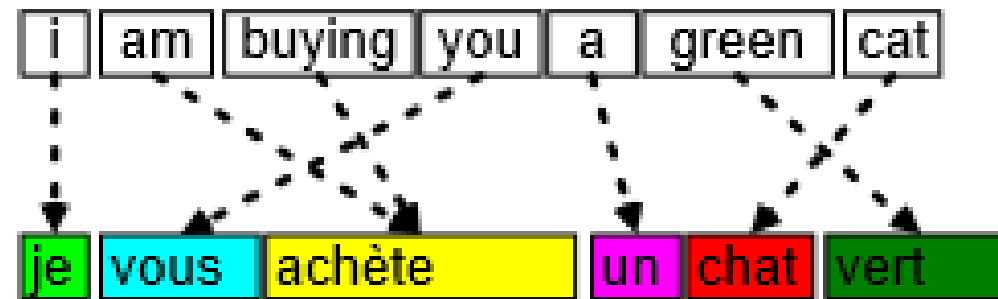 i am buying you a green cat
je vous achète un chat vert